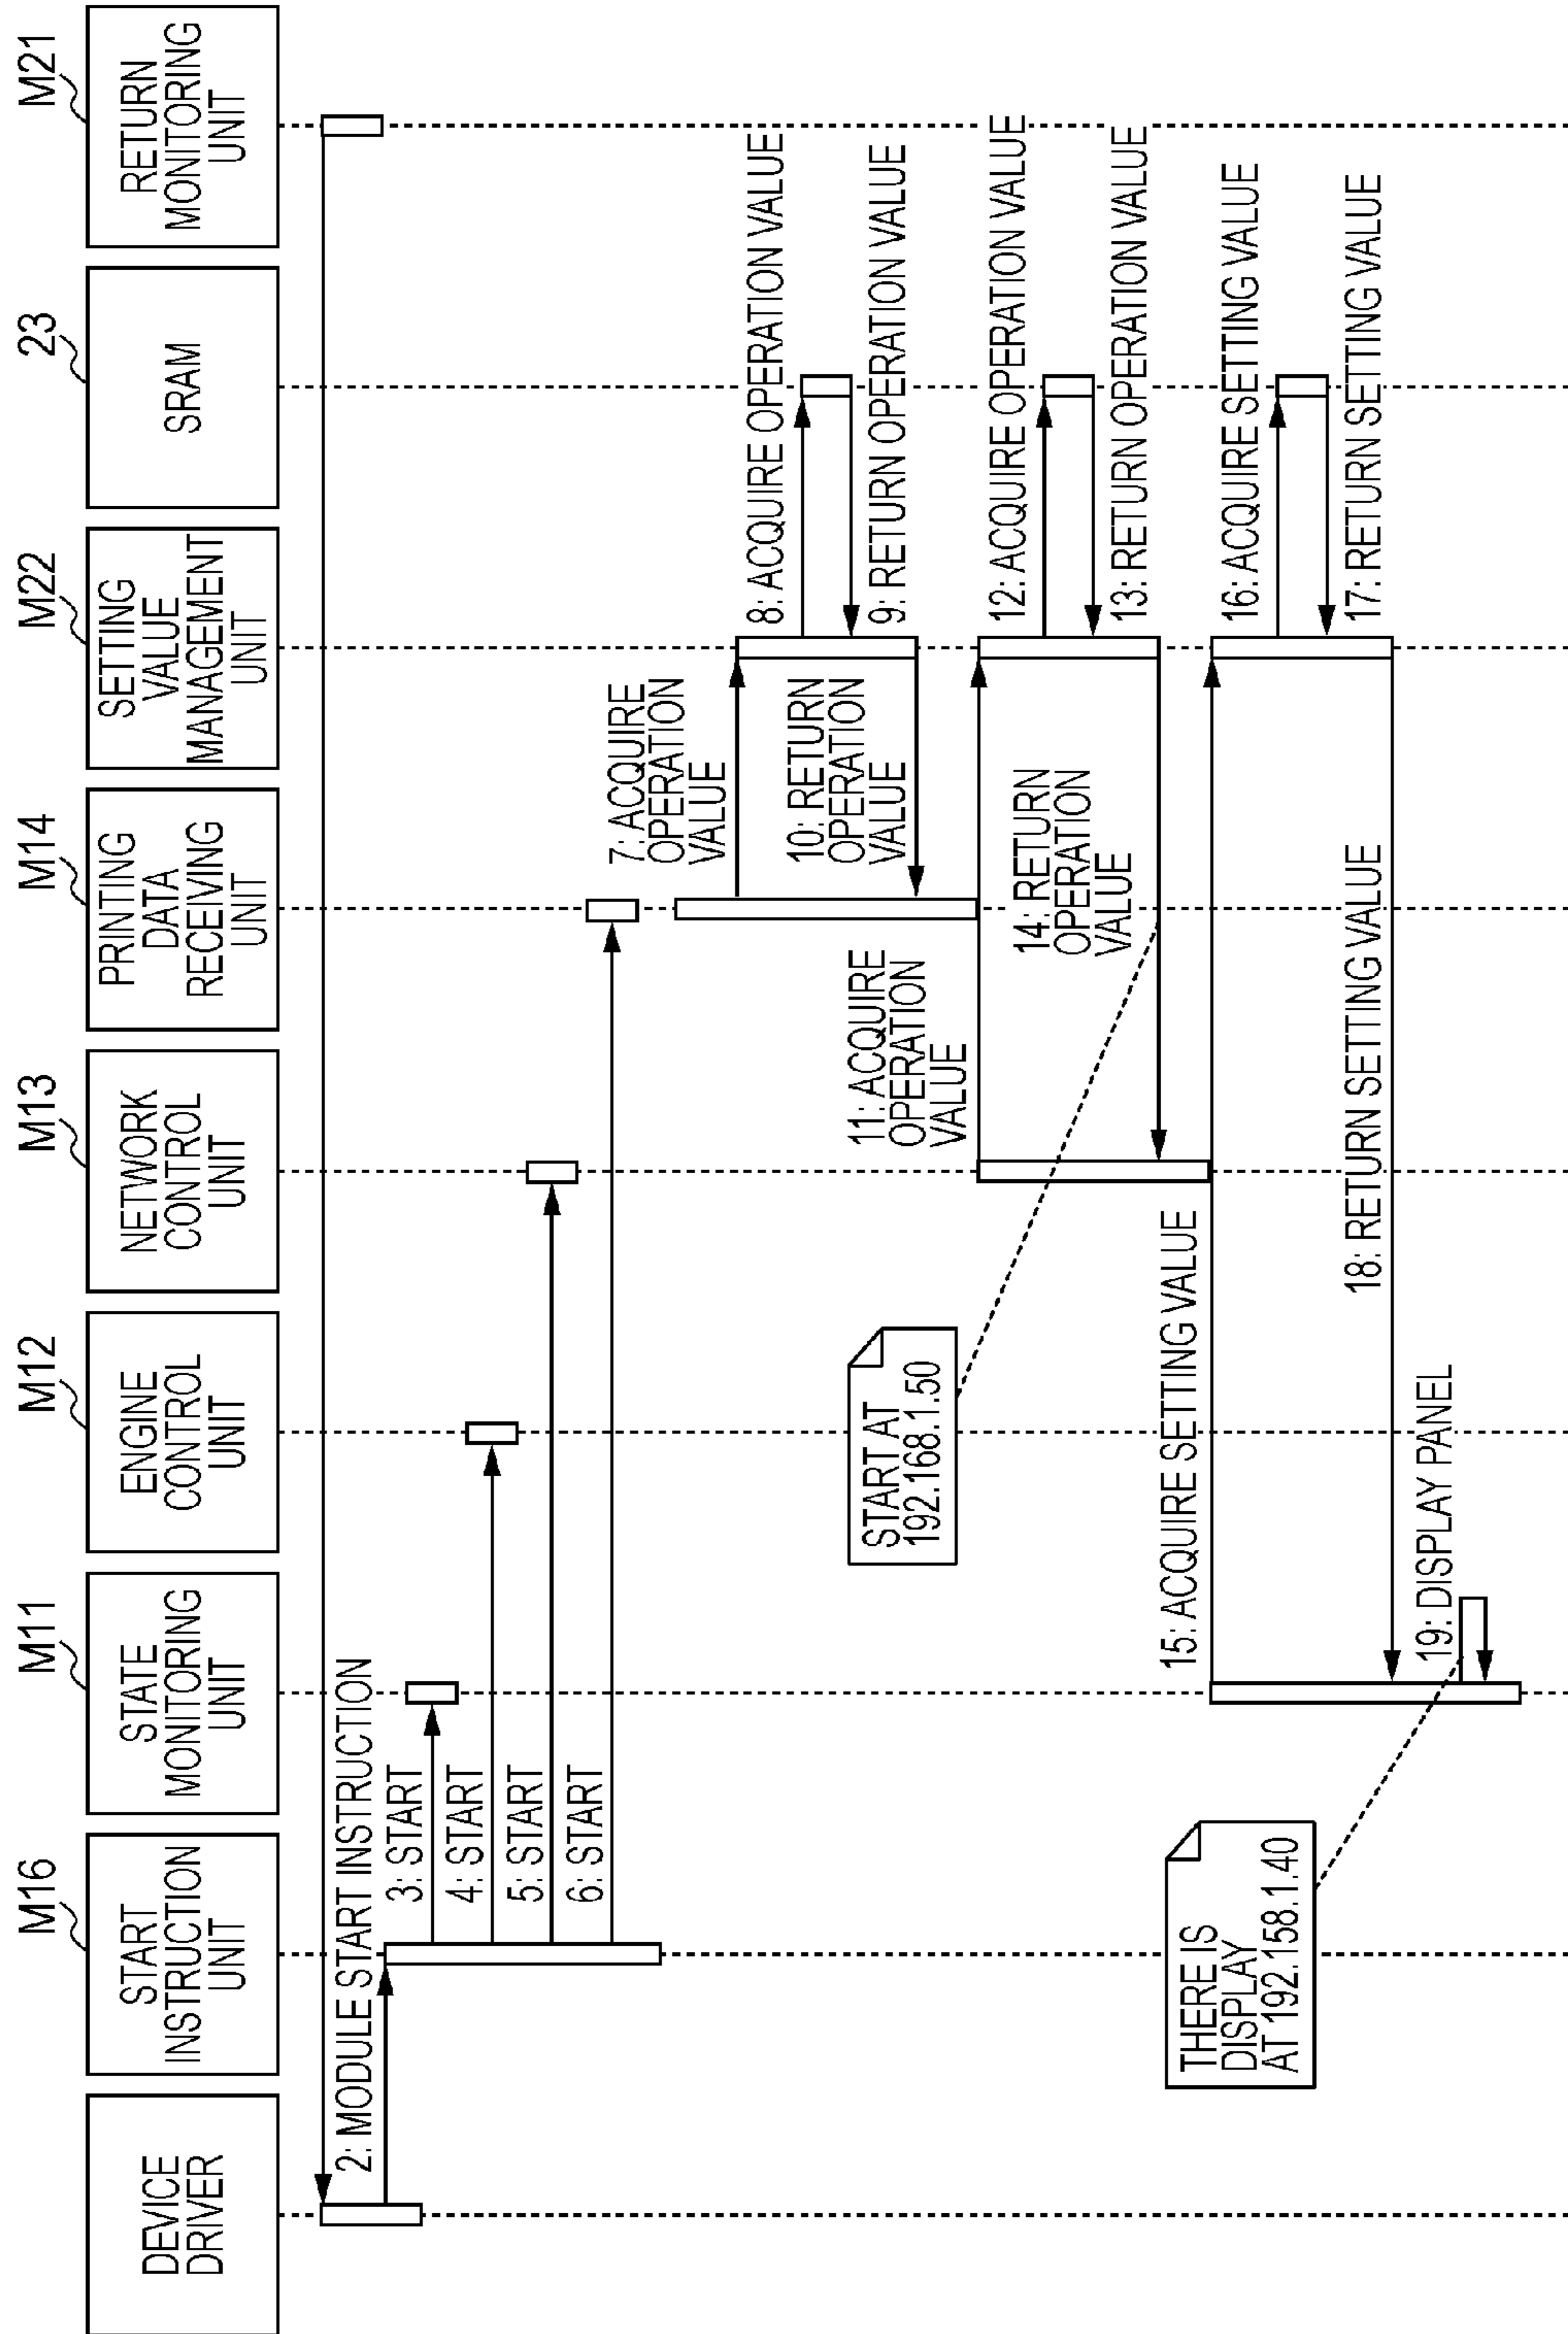 M16
M11
M12
M13
M14
M22
23
M21
DEVICE
DRIVER
START
INSTRUCTION
UNIT
STATE
MONITORING
UNIT
ENGINE
CONTROL
UNIT
NETWORK
CONTROL
UNIT
PRINTING
DATA
RECEIVING
UNIT
SETTING
VALUE
MANAGEMENT
UNIT
SRAM
RETURN
MONITORING
UNIT
2: MODULE START INSTRUCTION
3: START
4: START
5: START
6: START
7: ACQUIRE
OPERATION
VALUE
8: ACQUIRE OPERATION VALUE
9: RETURN OPERATION VALUE
10: RETURN
OPERATION
VALUE
11: ACQUIRE
OPERATION
VALUE
12: ACQUIRE OPERATION VALUE
13: RETURN OPERATION VALUE
14: RETURN
OPERATION
VALUE
START AT
192.168.1.50
15: ACQUIRE SETTING VALUE
16: ACQUIRE SETTING VALUE
17: RETURN SETTING VALUE
18: RETURN SETTING VALUE
19: DISPLAY PANEL
THERE IS
DISPLAY
AT 192.158.1.40